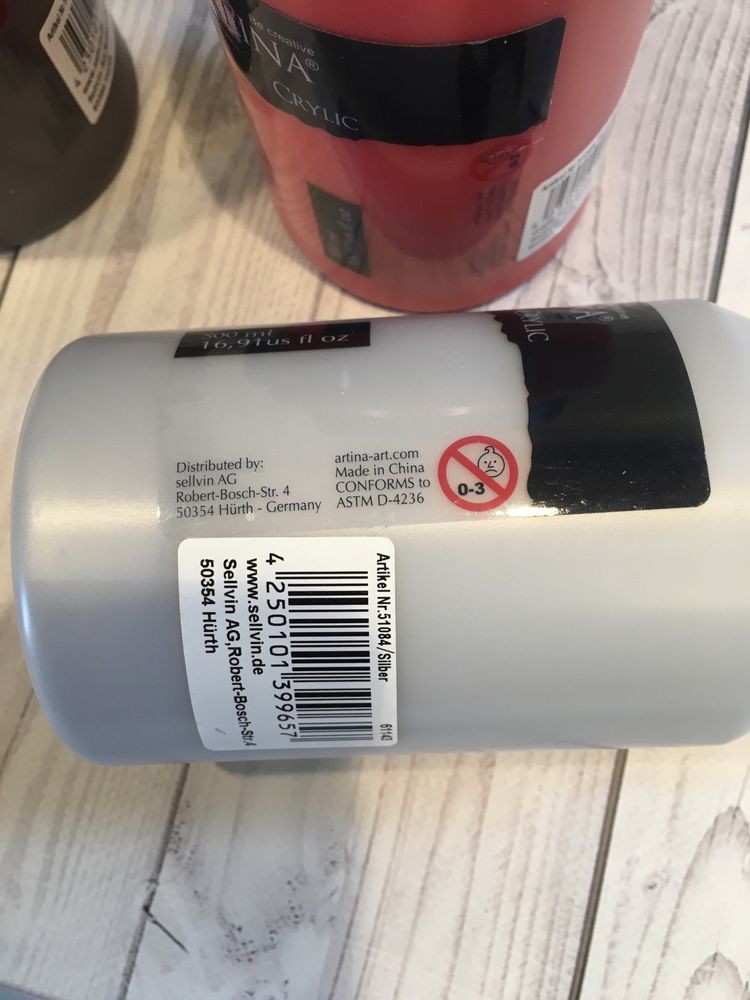 Be creative
INA®
CRYLIC
500 ml
16,91us fl oz
CRYLIC
A®
Distributed by:
sellvin AG
Robert-Bosch-Str. 4
50354 Hürth - Germany
artina-art.com
Made in China
CONFORMS to
ASTM D-4236
0-3
Artikel Nr.51084/Silber
61143
4 250101 399657
www.sellvin.de
Sellvin AG,Robert-Bosch-Str.4
50354 Hürth